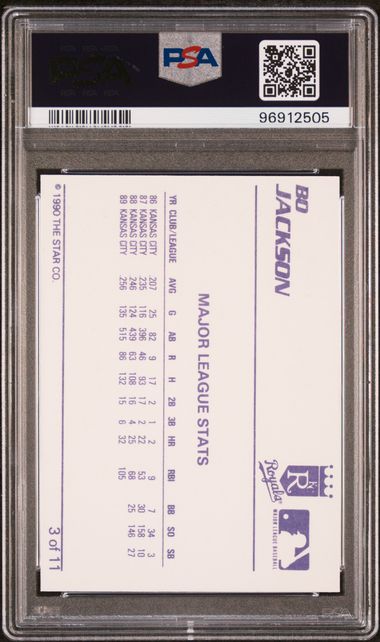 PSA
96912505
BO
JACKSON
R
Royals
MAJOR LEAGUE BASEBALL
MAJOR LEAGUE STATS
YR CLUB/LEAGUE AVG G AB R H 2B 3B HR RBI BB SO SB
86 KANSAS CITY 207 25 82 9 17 2 1 2 9 7 34 3
87 KANSAS CITY 235 116 396 46 93 17 2 22 53 30 158 10
88 KANSAS CITY 246 124 439 63 108 16 4 25 68 25 146 27
89 KANSAS CITY 256 135 515 86 132 15 6 32 105
© 1990 THE STAR CO.
3 of 11